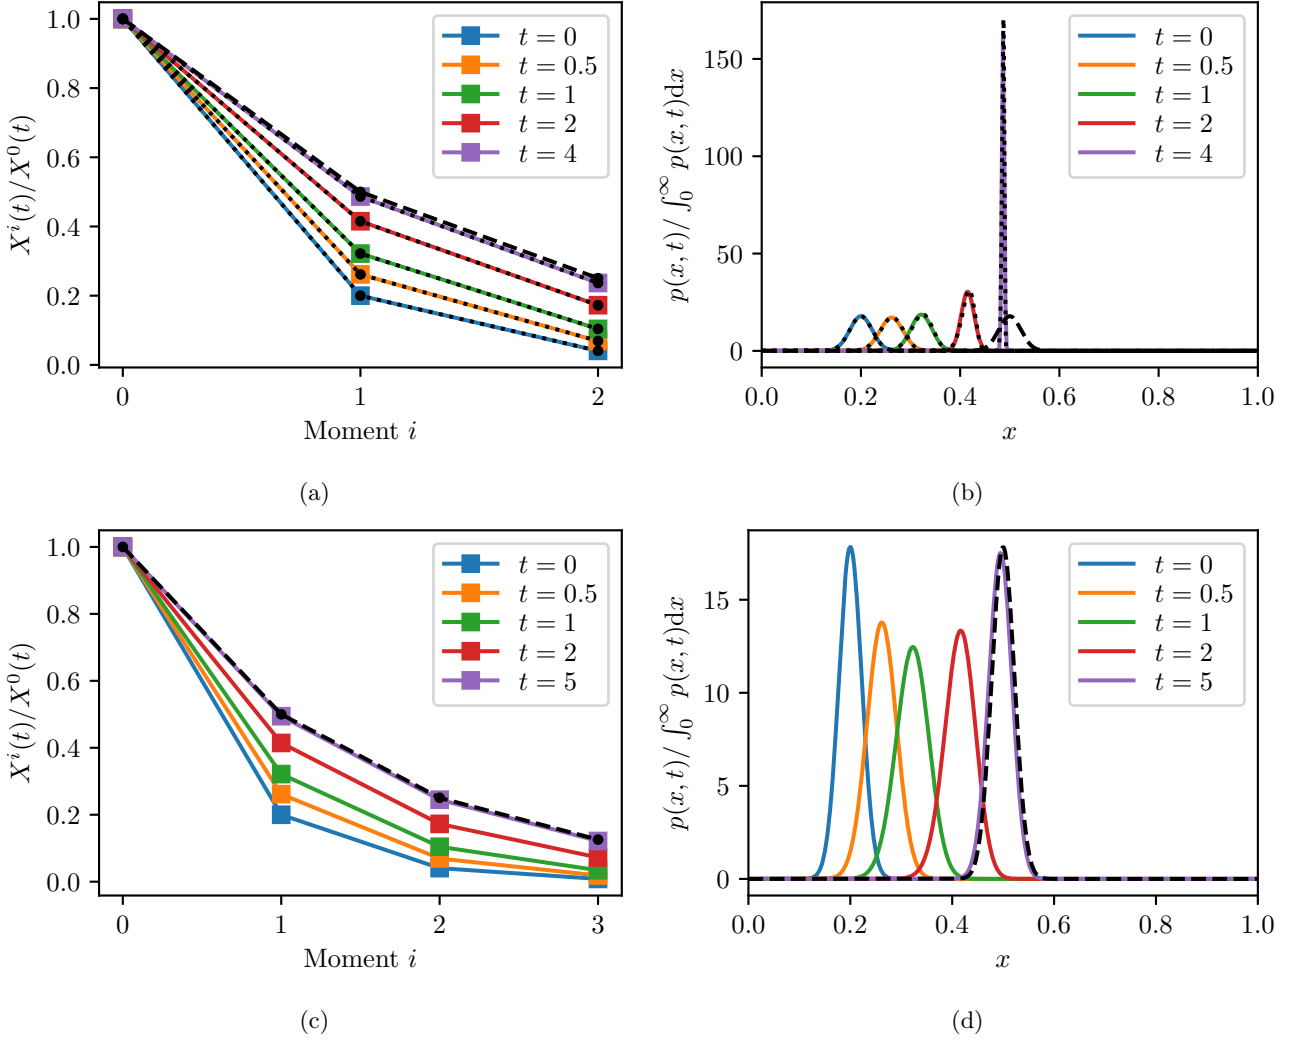 1.0
0.8
0.6
0.4
0.2
0.0
X^i(t)/X^0(t)
0 1 2
Moment i
t = 0
t = 0.5
t = 1
t = 2
t = 4
(a)
150
100
50
0
p(x, t)/ ∫_0^∞ p(x, t)dx
0.0 0.2 0.4 0.6 0.8 1.0
x
t = 0
t = 0.5
t = 1
t = 2
t = 4
(b)
1.0
0.8
0.6
0.4
0.2
0.0
X^i(t)/X^0(t)
0 1 2 3
Moment i
t = 0
t = 0.5
t = 1
t = 2
t = 5
(c)
15
10
5
0
p(x, t)/ ∫_0^∞ p(x, t)dx
0.0 0.2 0.4 0.6 0.8 1.0
x
t = 0
t = 0.5
t = 1
t = 2
t = 5
(d)